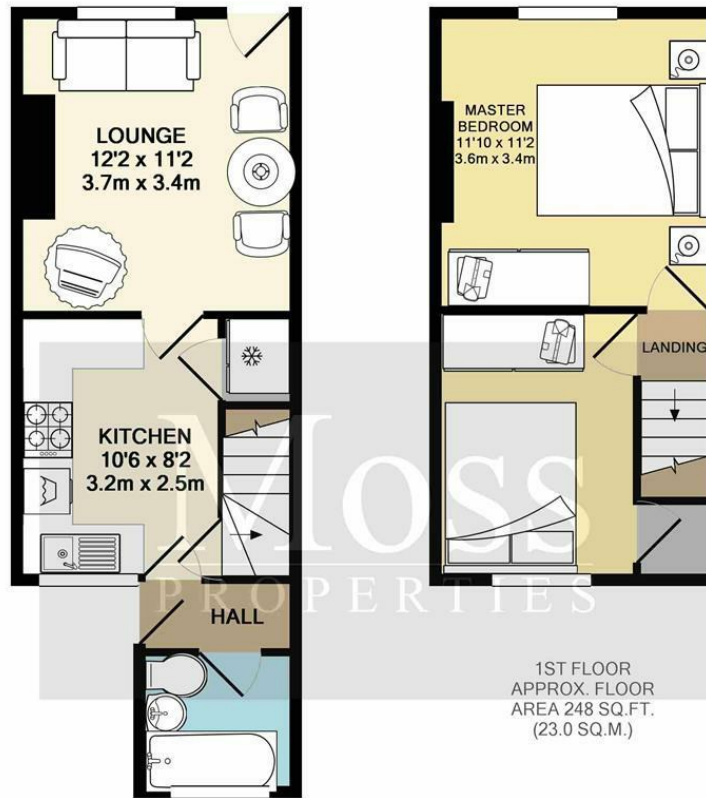 LOUNGE
12'2 x 11'2
3.7m x 3.4m
KITCHEN
10'6 x 8'2
3.2m x 2.5m
HALL
MASTER
BEDROOM
11'10 x 11'2
3.6m x 3.4m
LANDING
MOSS
PROPERTIES
1ST FLOOR
APPROX. FLOOR
AREA 248 SQ.FT.
(23.0 SQ.M.)